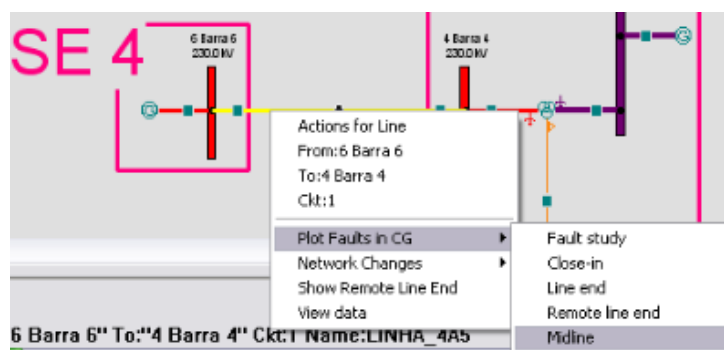 SE 4
6 Barra 6
230.0 kV
4 Barra 4
230.0 kV
G
G
Actions for Line
From:6 Barra 6
To:4 Barra 4
Ckt:1
Plot Faults in CG
Network Changes
Show Remote Line End
View data
Fault study
Close-in
Line end
Remote line end
Midline
6 Barra 6" To:"4 Barra 4" Ckt:1 Name:LINHA_4A5